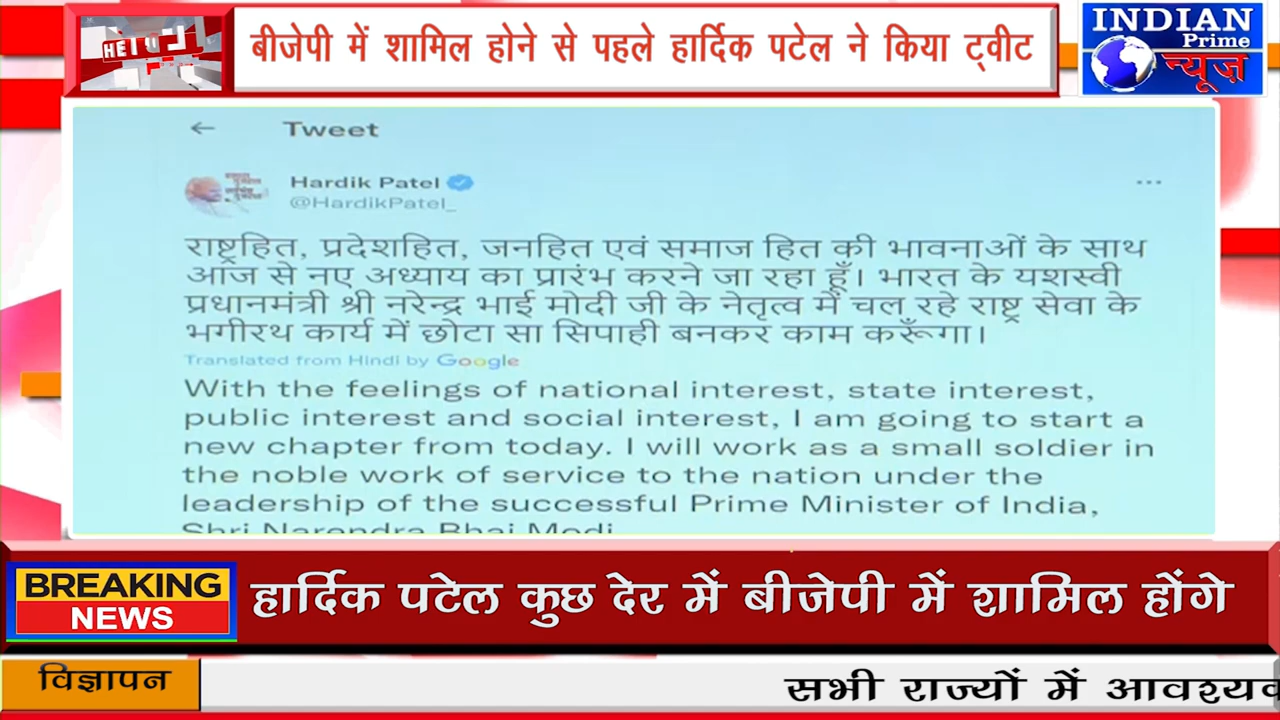 बीजेपी में शामिल होने से पहले हार्दिक पटेल ने किया ट्वीट
INDIAN
Prime
न्यूज़
Tweet
Hardik Patel
@HardikPatel_
राष्ट्रहित, प्रदेशहित, जनहित एवं समाज हित की भावनाओं के साथ
आज से नए अध्याय का प्रारंभ करने जा रहा हूँ। भारत के यशस्वी
प्रधानमंत्री श्री नरेन्द्र भाई मोदी जी के नेतृत्व में चल रहे राष्ट्र सेवा के
भगीरथ कार्य में छोटा सा सिपाही बनकर काम करूँगा।
Translated from Hindi by Google
With the feelings of national interest, state interest,
public interest and social interest, I am going to start a
new chapter from today. I will work as a small soldier in
the noble work of service to the nation under the
leadership of the successful Prime Minister of India,
Shri Narendra Bhai Modi
BREAKING
NEWS
हार्दिक पटेल कुछ देर में बीजेपी में शामिल होंगे
विज्ञापन
सभी राज्यों में